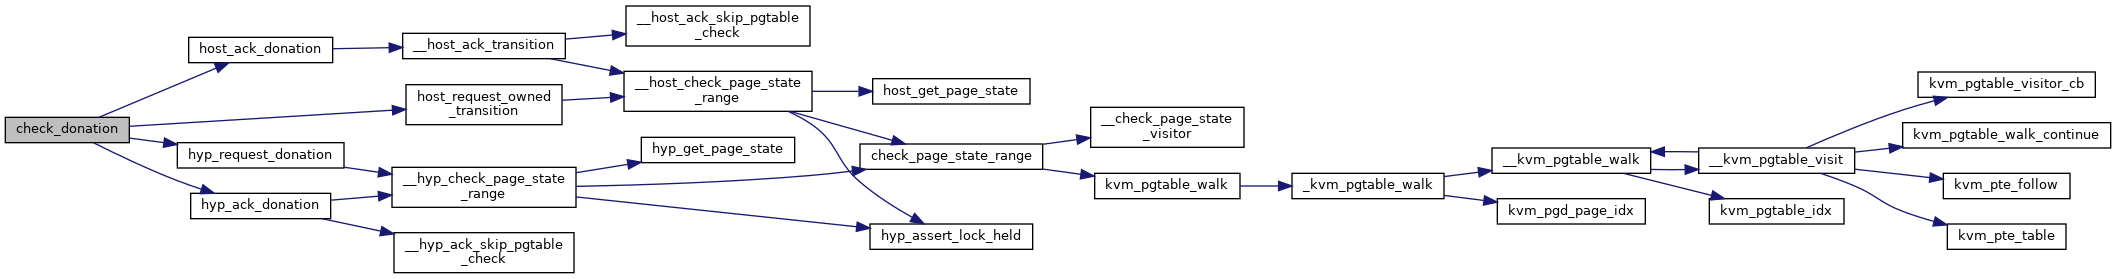 check_donation
host_ack_donation
host_request_owned
_transition
hyp_request_donation
hyp_ack_donation
__host_ack_transition
__hyp_check_page_state
_range
__hyp_ack_skip_pgtable
_check
__host_ack_skip_pgtable
_check
__host_check_page_state
_range
hyp_get_page_state
host_get_page_state
check_page_state_range
hyp_assert_lock_held
__check_page_state
_visitor
kvm_pgtable_walk
_kvm_pgtable_walk
__kvm_pgtable_walk
kvm_pgd_page_idx
__kvm_pgtable_visit
kvm_pgtable_idx
kvm_pgtable_visitor_cb
kvm_pgtable_walk_continue
kvm_pte_follow
kvm_pte_table